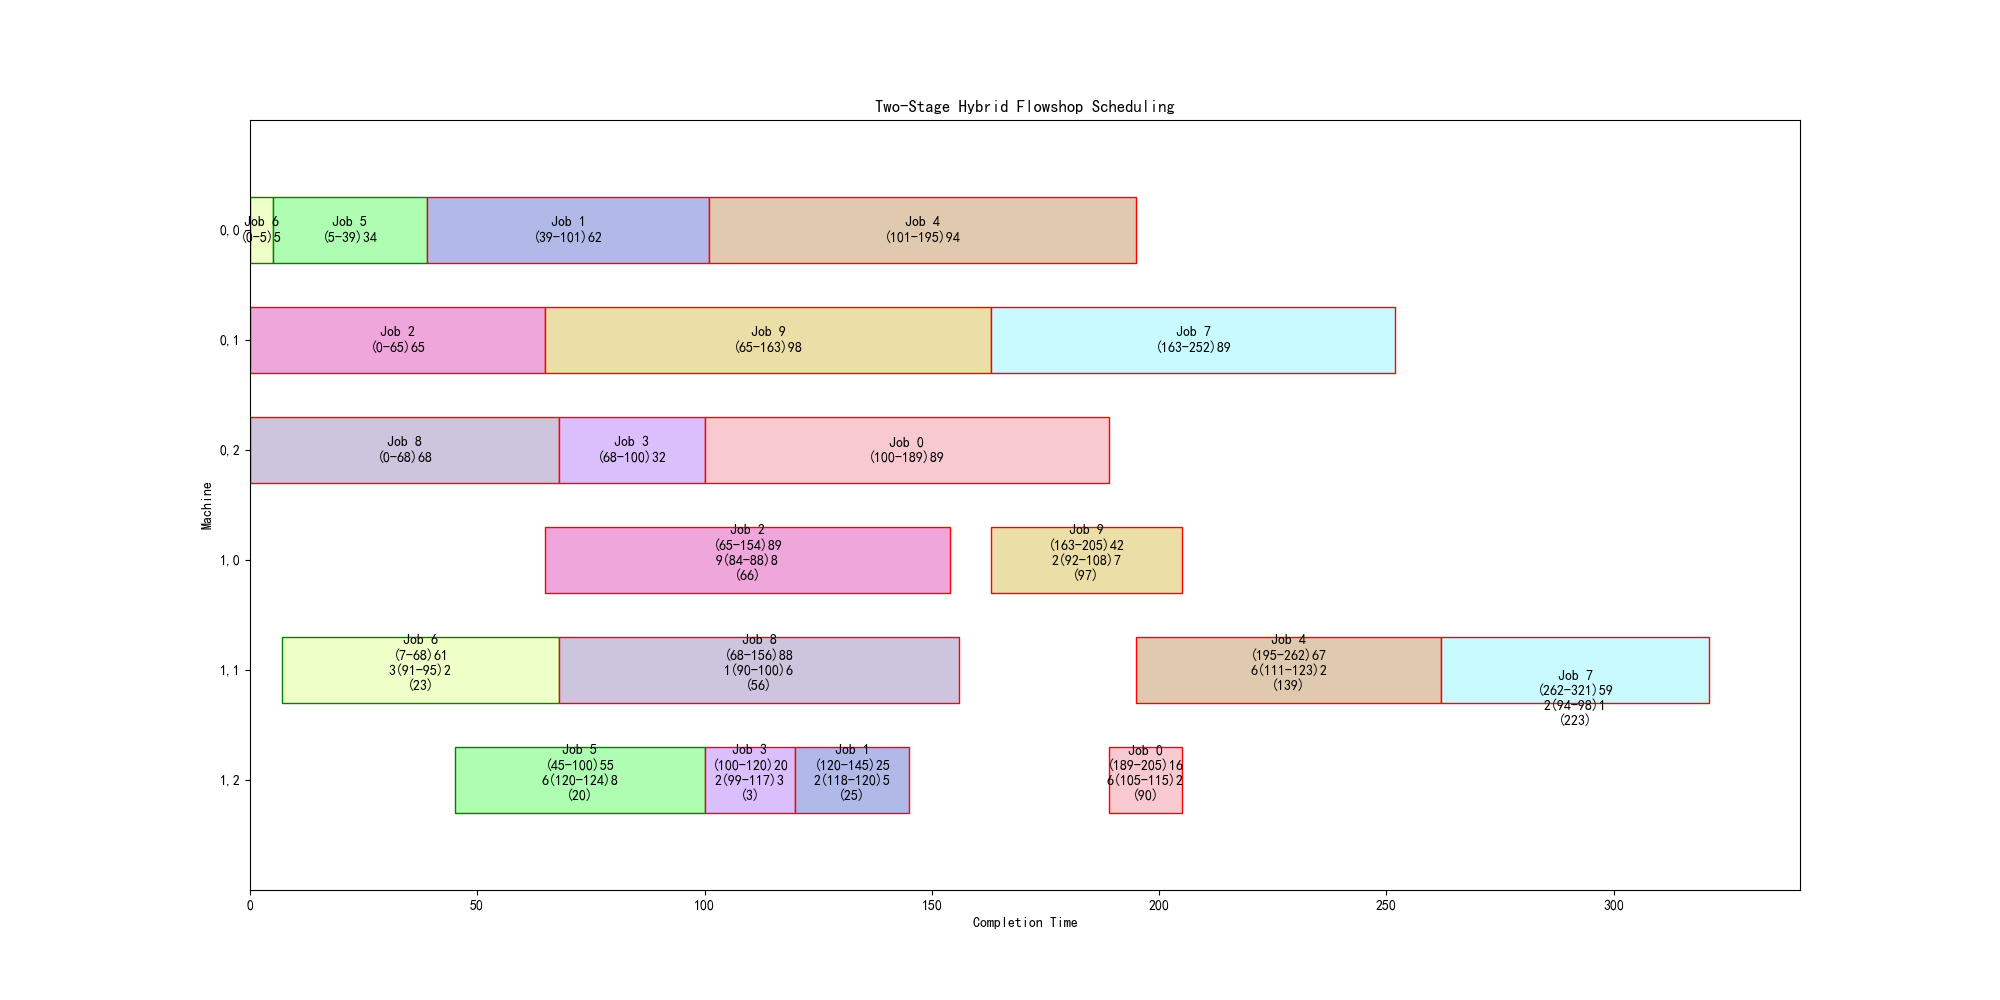 Two-Stage Hybrid Flowshop Scheduling
0,0
Job 6
(0-5)5
Job 5
(5-39)34
Job 1
(39-101)62
Job 4
(101-195)94
0,1
Job 2
(0-65)65
Job 9
(65-163)98
Job 7
(163-252)89
0,2
Job 8
(0-68)68
Job 3
(68-100)32
Job 0
(100-189)89
Machine
1,0
Job 2
(65-154)89
9(84-88)8
(66)
Job 9
(163-205)42
2(92-108)7
(97)
1,1
Job 6
(7-68)61
3(91-95)2
(23)
Job 8
(68-156)88
1(90-100)6
(56)
Job 4
(195-262)67
6(111-123)2
(139)
Job 7
(262-321)59
2(94-98)1
(223)
1,2
Job 5
(45-100)55
6(120-124)8
(20)
Job 3
(100-120)20
2(99-117)3
(3)
Job 1
(120-145)25
2(118-120)5
(25)
Job 0
(189-205)16
6(105-115)2
(90)
0 50 100 150 200 250 300
Completion Time